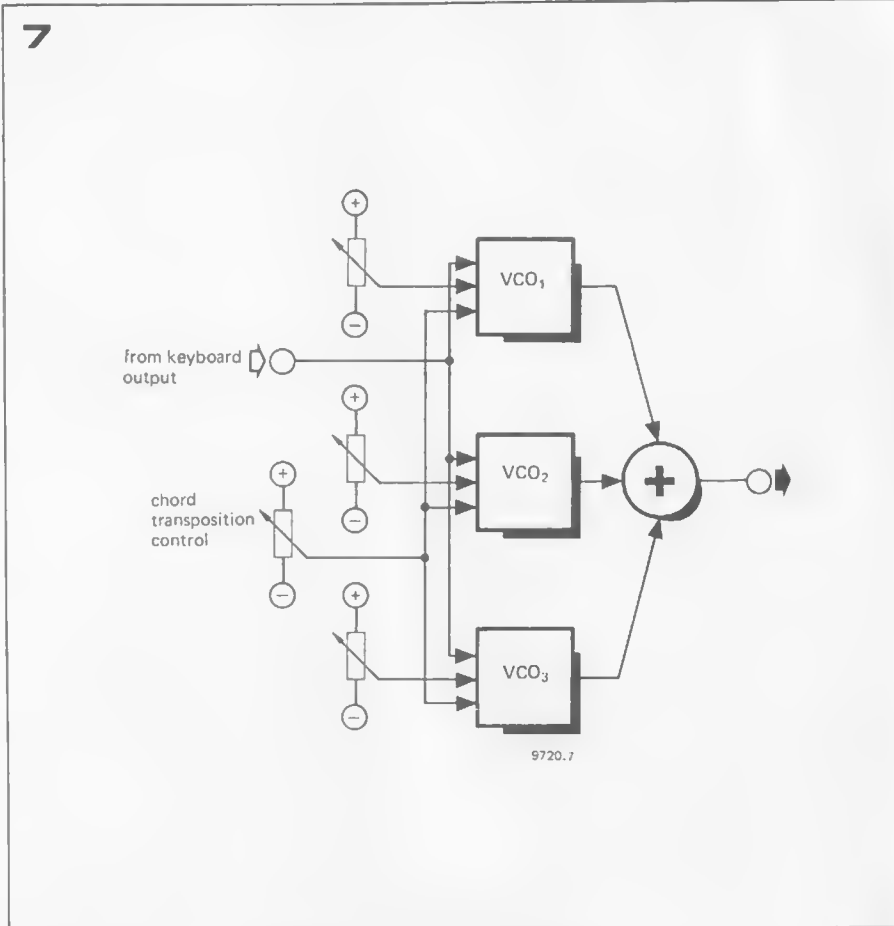 7
+
VCO₁
−
from keyboard
output
+
VCO₂
+
−
chord
transposition
control
+
−
+
VCO₃
−
9720.7